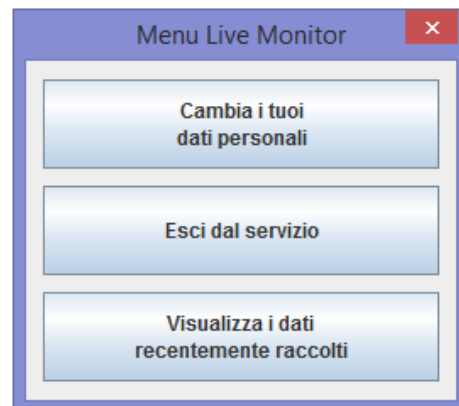 Menu Live Monitor
Cambia i tuoi
dati personali
Esci dal servizio
Visualizza i dati
recentemente raccolti